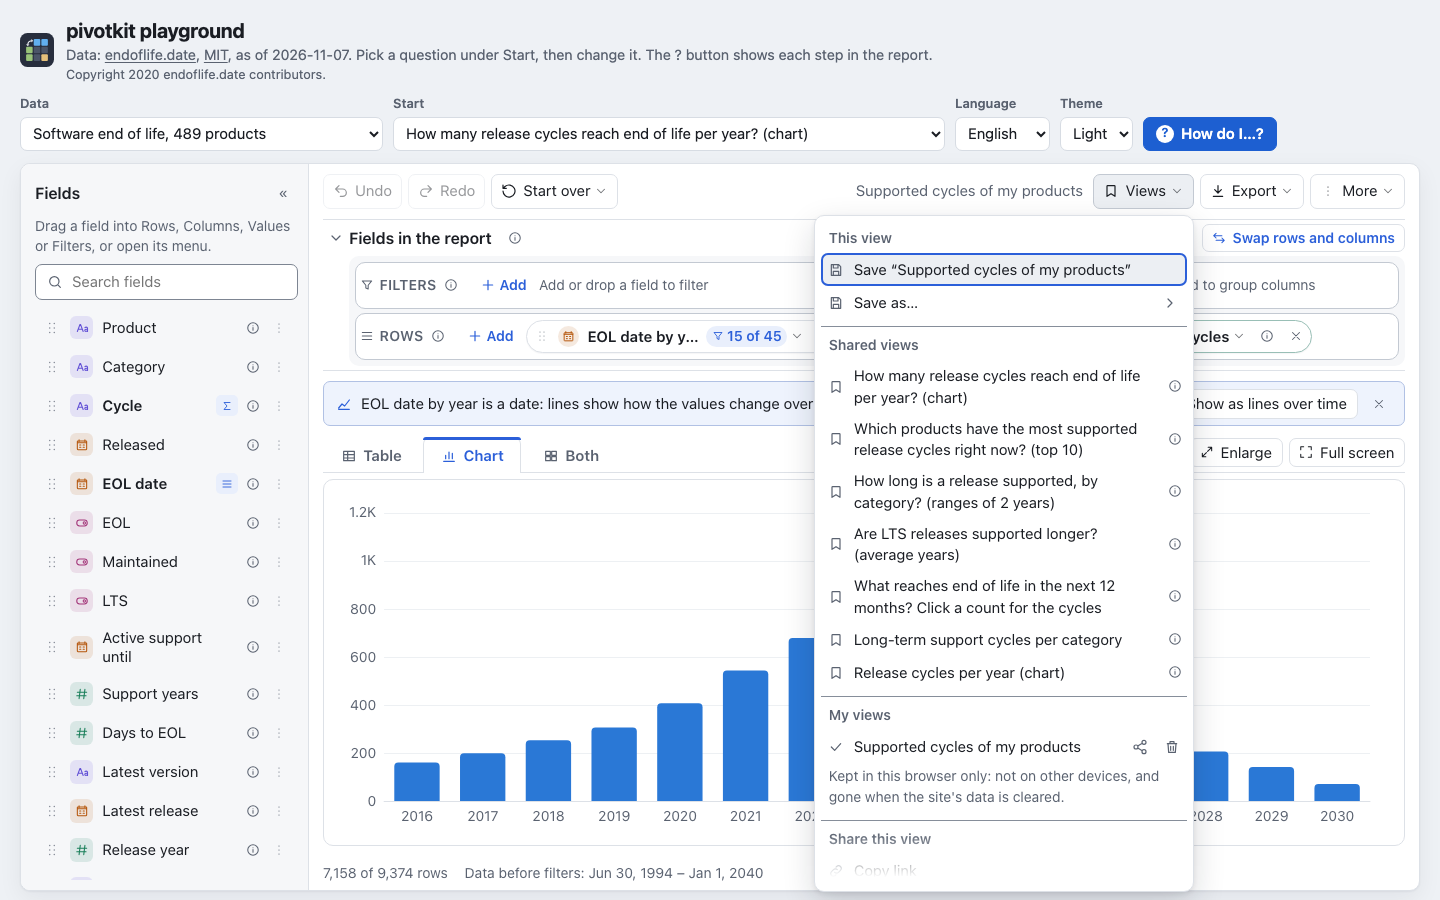 pivotkit playground
Data: endoflife.date, MIT, as of 2026-11-07. Pick a question under Start, then change it. The ? button shows each step in the report.
Copyright 2020 endoflife.date contributors.
Data
Start
Language
Theme
Software end of life, 489 products
How many release cycles reach end of life per year? (chart)
English
Light
? How do I...?
Fields
«
Drag a field into Rows, Columns, Values
or Filters, or open its menu.
Search fields
Aa Product
Aa Category
Aa Cycle Σ
Released
EOL date
EOL
Maintained
LTS
Active support
until
# Support years
# Days to EOL
Aa Latest version
Latest release
# Release year
Undo
Redo
Start over
Supported cycles of my products
Views
Export
More
Fields in the report
Swap rows and columns
FILTERS
+ Add
Add or drop a field to filter
d to group columns
ROWS
+ Add
EOL date by y...
15 of 45
ycles
EOL date by year is a date: lines show how the values change over
Show as lines over time
Table
Chart
Both
Enlarge
Full screen
1.2K
1K
800
600
400
200
0
2016
2017
2018
2019
2020
2021
202
2028
2029
2030
7,158 of 9,374 rows
Data before filters: Jun 30, 1994 – Jan 1, 2040
This view
Save “Supported cycles of my products”
Save as...
Shared views
How many release cycles reach end of life
per year? (chart)
Which products have the most supported
release cycles right now? (top 10)
How long is a release supported, by
category? (ranges of 2 years)
Are LTS releases supported longer?
(average years)
What reaches end of life in the next 12
months? Click a count for the cycles
Long-term support cycles per category
Release cycles per year (chart)
My views
Supported cycles of my products
Kept in this browser only: not on other devices, and
gone when the site's data is cleared.
Share this view
Copy link